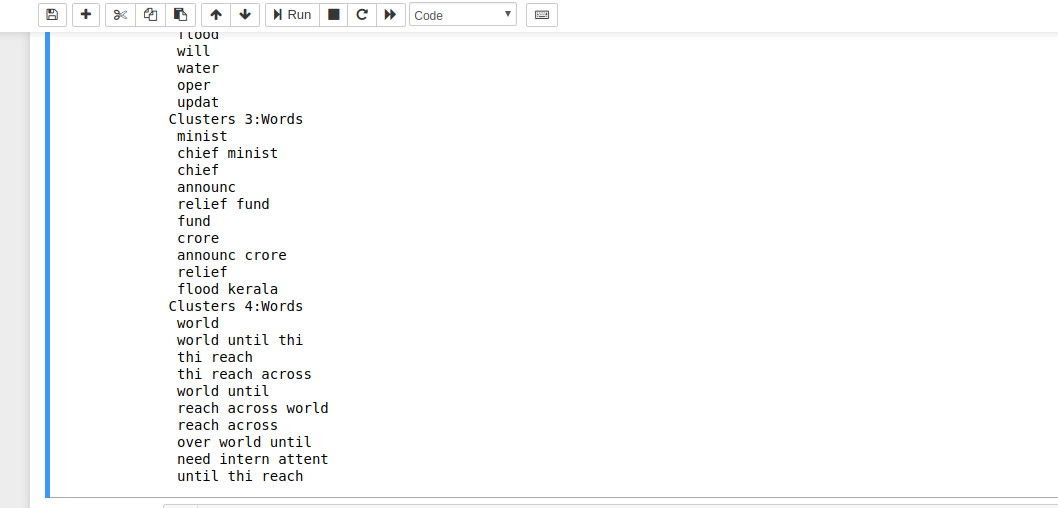 Run
Code
flood
will
water
oper
updat
Clusters 3:Words
minist
chief minist
chief
announc
relief fund
fund
crore
announc crore
relief
flood kerala
Clusters 4:Words
world
world until thi
thi reach
thi reach across
world until
reach across world
reach across
over world until
need intern attent
until thi reach